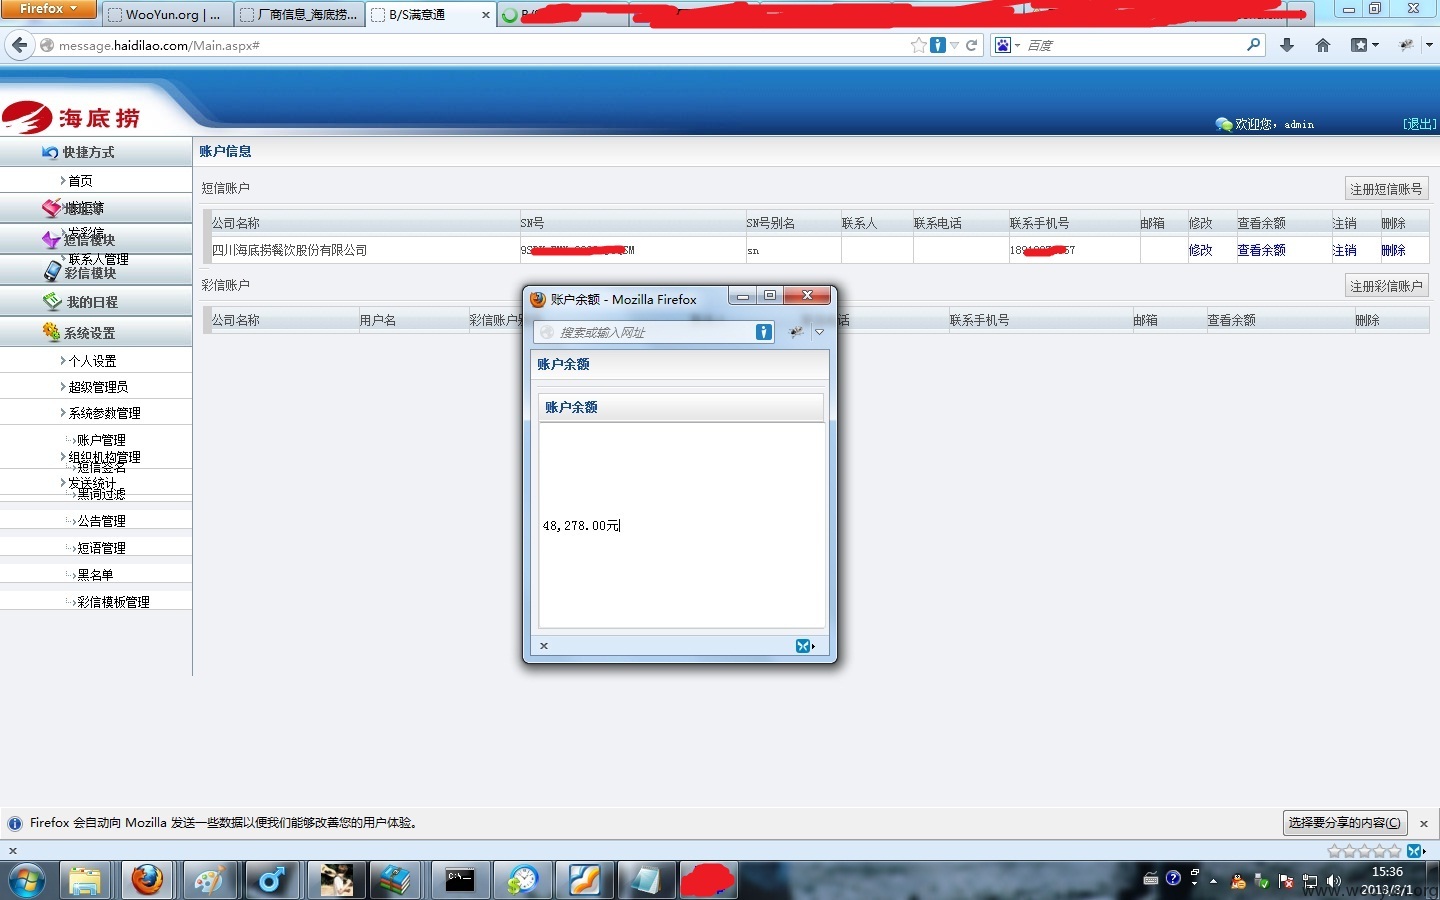 Firefox
WooYun.org | ...
厂商信息_海底捞...
B/S满意通
message.haidilao.com/Main.aspx#
百度
海底捞
欢迎您，admin
[退出]
快捷方式
首页
发彩信
短信模块
联系人管理
彩信模块
我的日程
系统设置
个人设置
超级管理员
系统参数管理
账户管理
组织机构管理
短信签名
发送统计
黑词过滤
公告管理
短语管理
黑名单
彩信模板管理
账户信息
短信账户
注册短信账号
公司名称 SN号 SN号别名 联系人 联系电话 联系手机号 邮箱 修改 查看余额 注销 删除
四川海底捞餐饮股份有限公司 sn 修改 查看余额 注销 删除
彩信账户
注册彩信账户
公司名称 用户名 彩信账户 联系手机号 邮箱 查看余额 删除
账户余额 - Mozilla Firefox
搜索或输入网址
账户余额
账户余额
48,278.00元
Firefox 会自动向 Mozilla 发送一些数据以便我们能够改善您的用户体验。
选择要分享的内容(C)
C:\.
15:36
2013/3/1